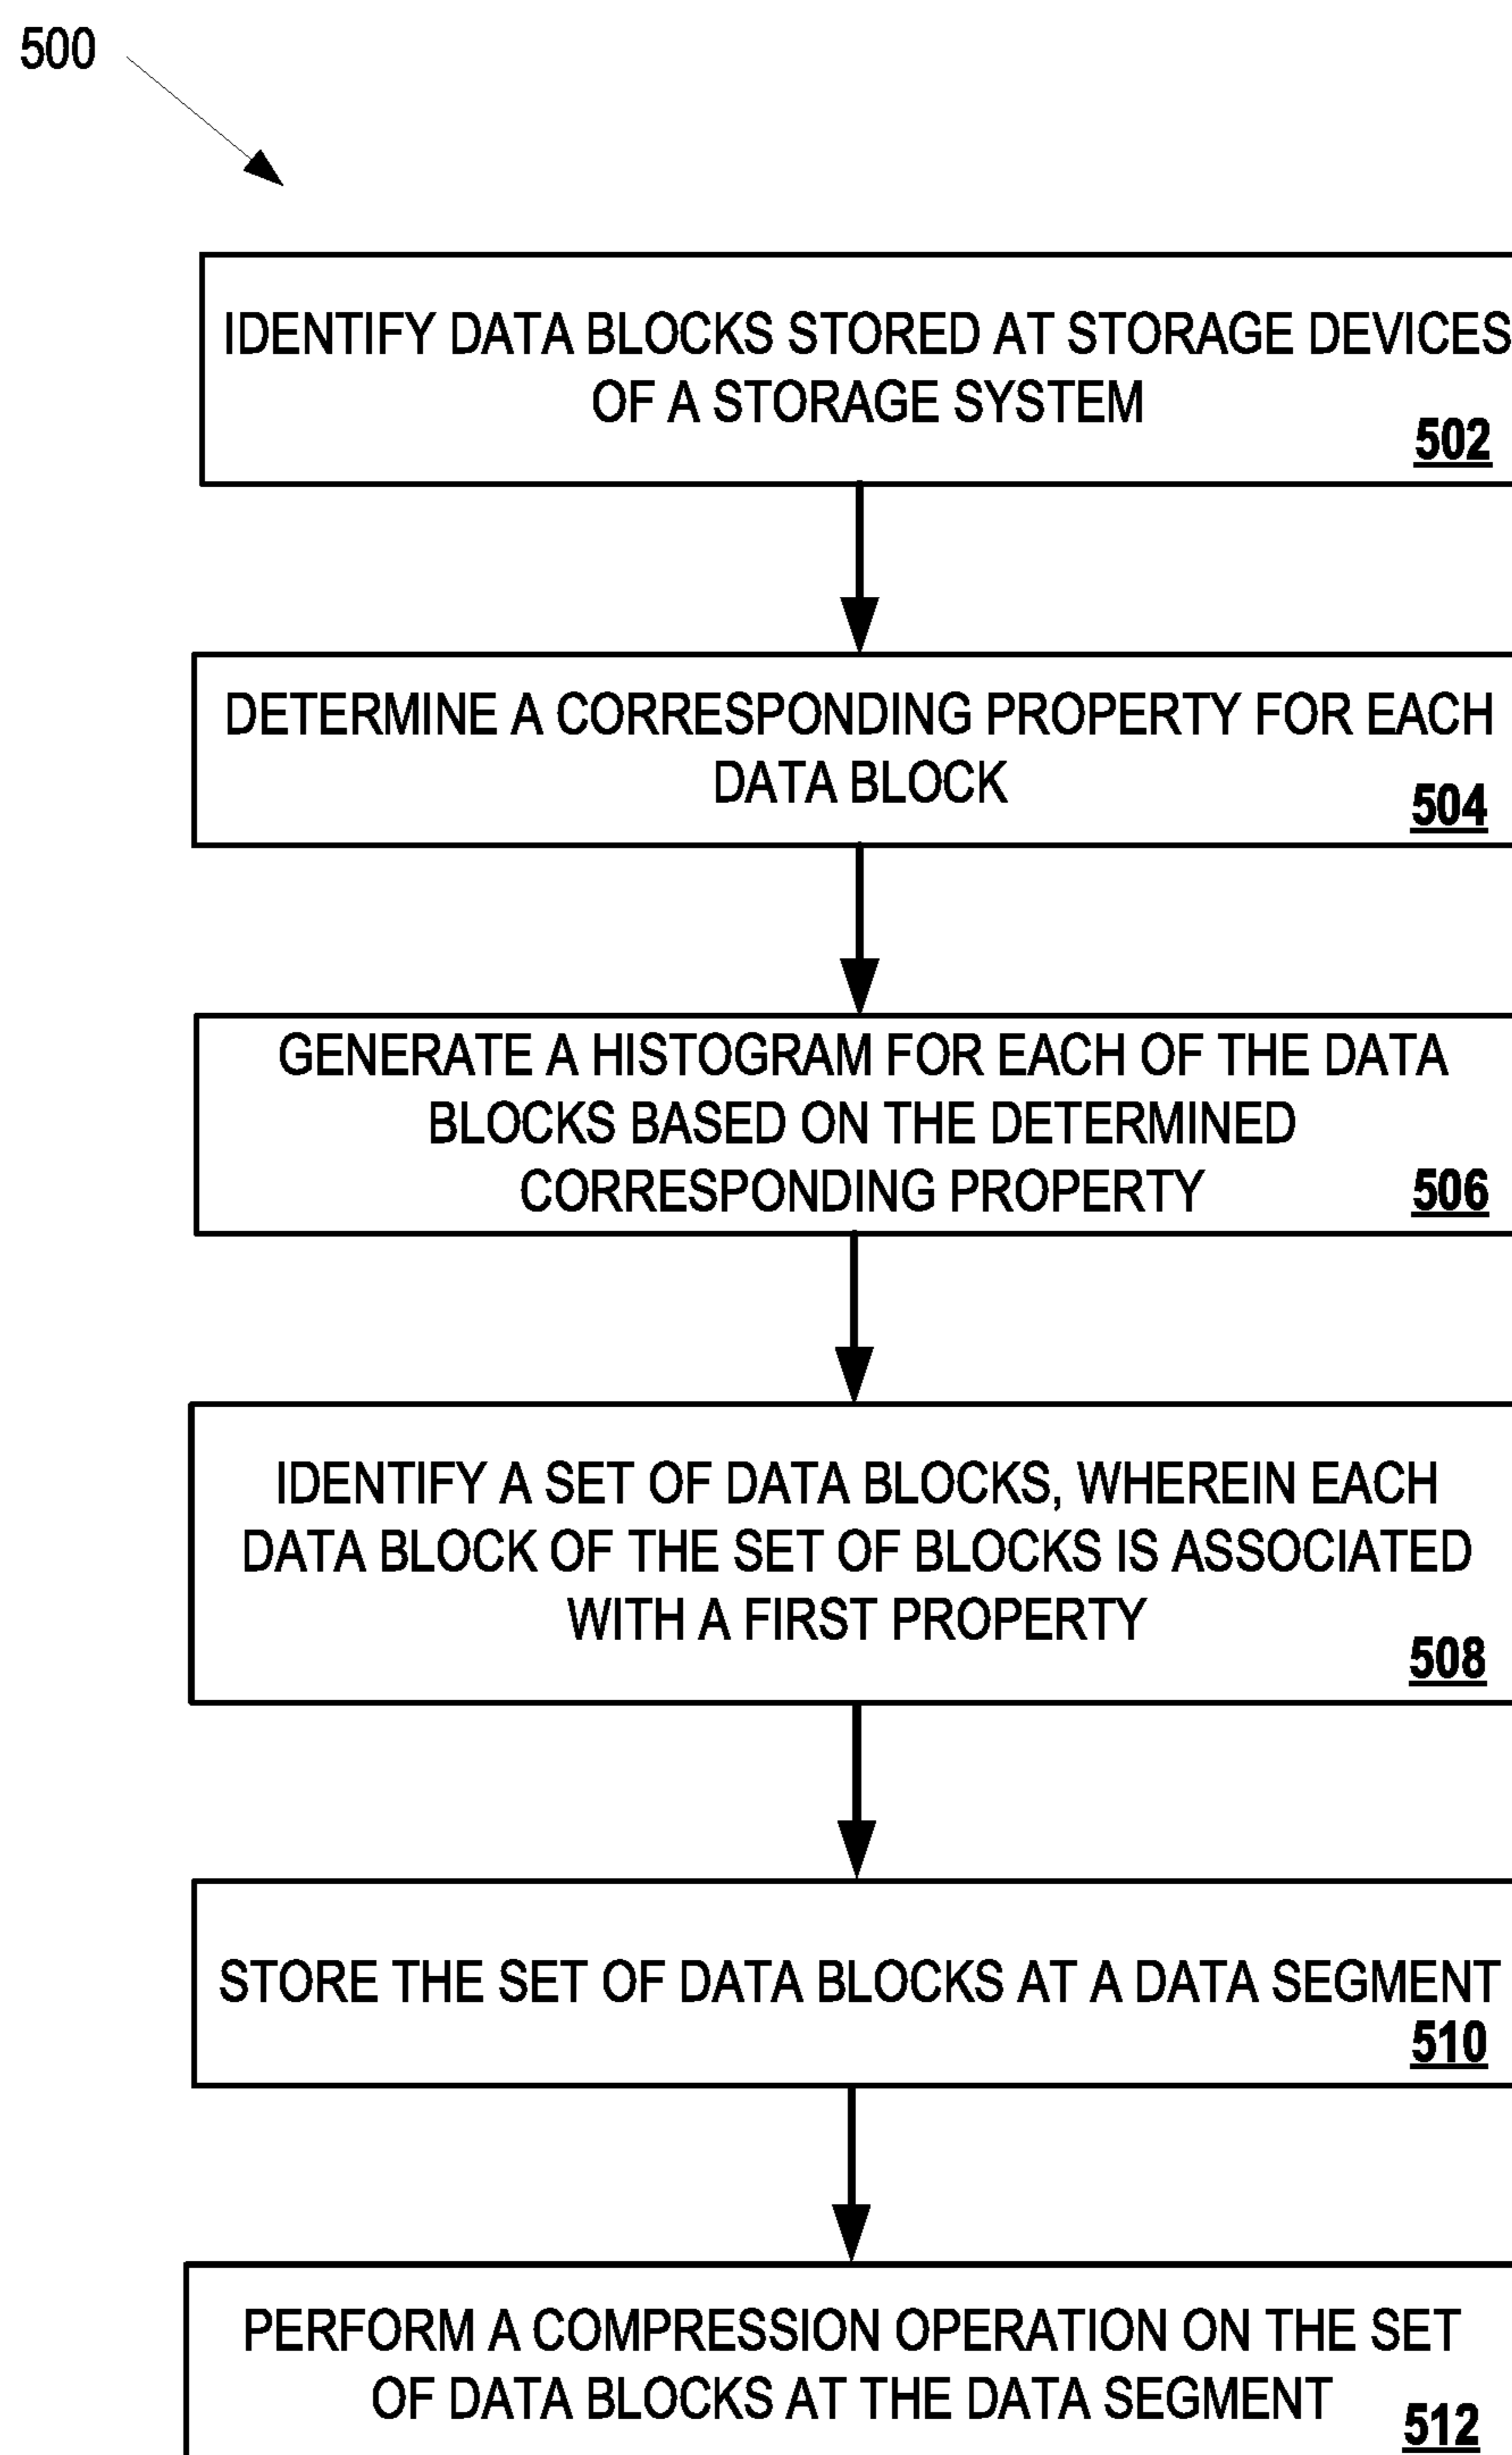 500
IDENTIFY DATA BLOCKS STORED AT STORAGE DEVICES
OF A STORAGE SYSTEM
502
DETERMINE A CORRESPONDING PROPERTY FOR EACH
DATA BLOCK
504
GENERATE A HISTOGRAM FOR EACH OF THE DATA
BLOCKS BASED ON THE DETERMINED
CORRESPONDING PROPERTY
506
IDENTIFY A SET OF DATA BLOCKS, WHEREIN EACH
DATA BLOCK OF THE SET OF BLOCKS IS ASSOCIATED
WITH A FIRST PROPERTY
508
STORE THE SET OF DATA BLOCKS AT A DATA SEGMENT
510
PERFORM A COMPRESSION OPERATION ON THE SET
OF DATA BLOCKS AT THE DATA SEGMENT
512